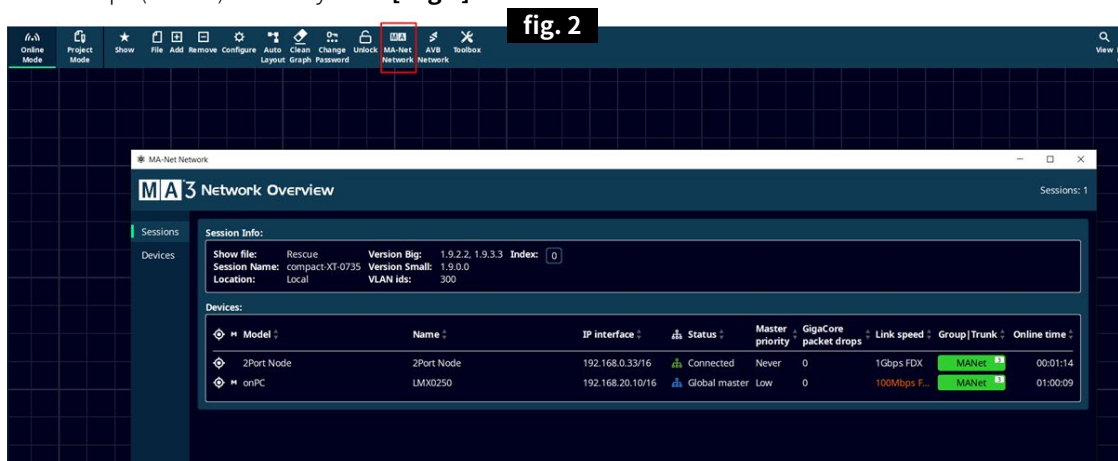 fig. 2
Online Mode
Project Mode
Show
File
Add
Remove
Configure
Auto Layout
Clean Graph
Change Password
Unlock
MA-Net Network
AVB Network
Toolbox
View
MA-Net Network
MA3 Network Overview
Sessions: 1
Sessions
Devices
Session Info:
Show file: Rescue Version Big: 1.9.2.2, 1.9.3.3 Index: 0
Session Name: compact-XT-0735 Version Small: 1.9.0.0
Location: Local VLAN ids: 300
Devices:
M Model Name IP interface Status Master priority GigaCore packet drops Link speed Group|Trunk Online time
2Port Node 2Port Node 192.168.0.33/16 Connected Never 0 1Gbps FDX MANet 3 00:01:14
M onPC LMX0250 192.168.20.10/16 Global master Low 0 100Mbps F... MANet 3 01:00:09